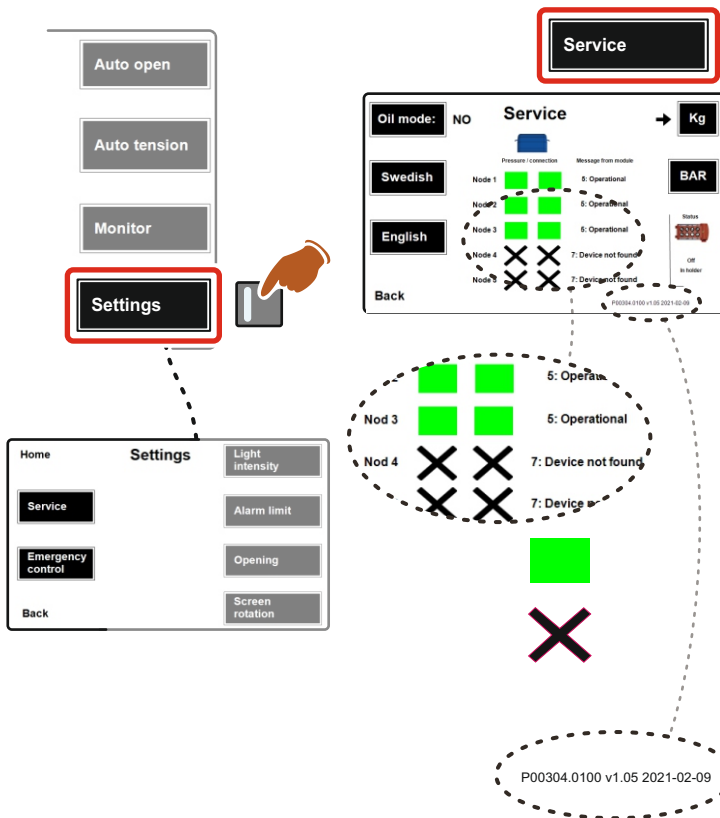 Auto open
Auto tension
Monitor
Settings
Home
Settings
Light
intensity
Service
Alarm limit
Emergency
control
Opening
Back
Screen
rotation
Service
Oil mode:
NO
Service
Kg
Pressure / connection
Message from module
Swedish
Node 1
5: Operational
BAR
Node 2
5: Operational
Status
English
Node 3
5: Operational
Node 4
7: Device not found
Off
In holder
Node 5
7: Device not found
Back
P00304.0100 v1.05 2021-02-09
5: Operati
Nod 3
5: Operational
Nod 4
7: Device not found
7: Device
P00304.0100 v1.05 2021-02-09